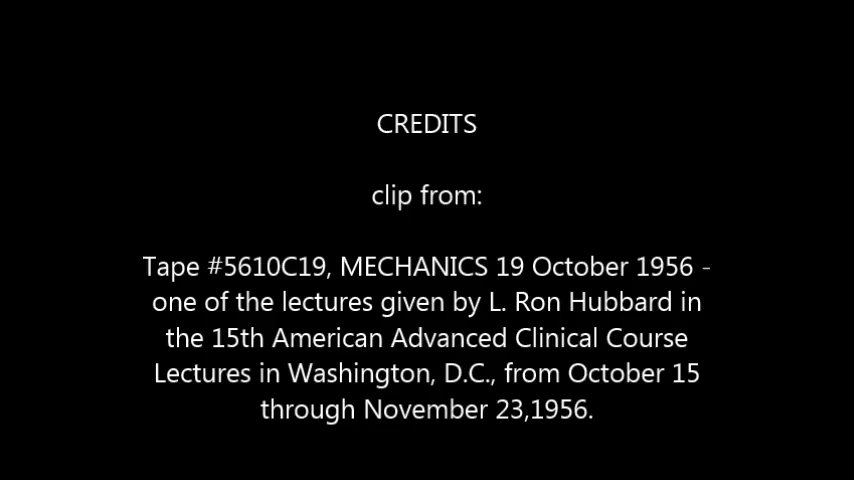 CREDITS
clip from:
Tape #5610C19, MECHANICS 19 October 1956 -
one of the lectures given by L. Ron Hubbard in
the 15th American Advanced Clinical Course
Lectures in Washington, D.C., from October 15
through November 23,1956.